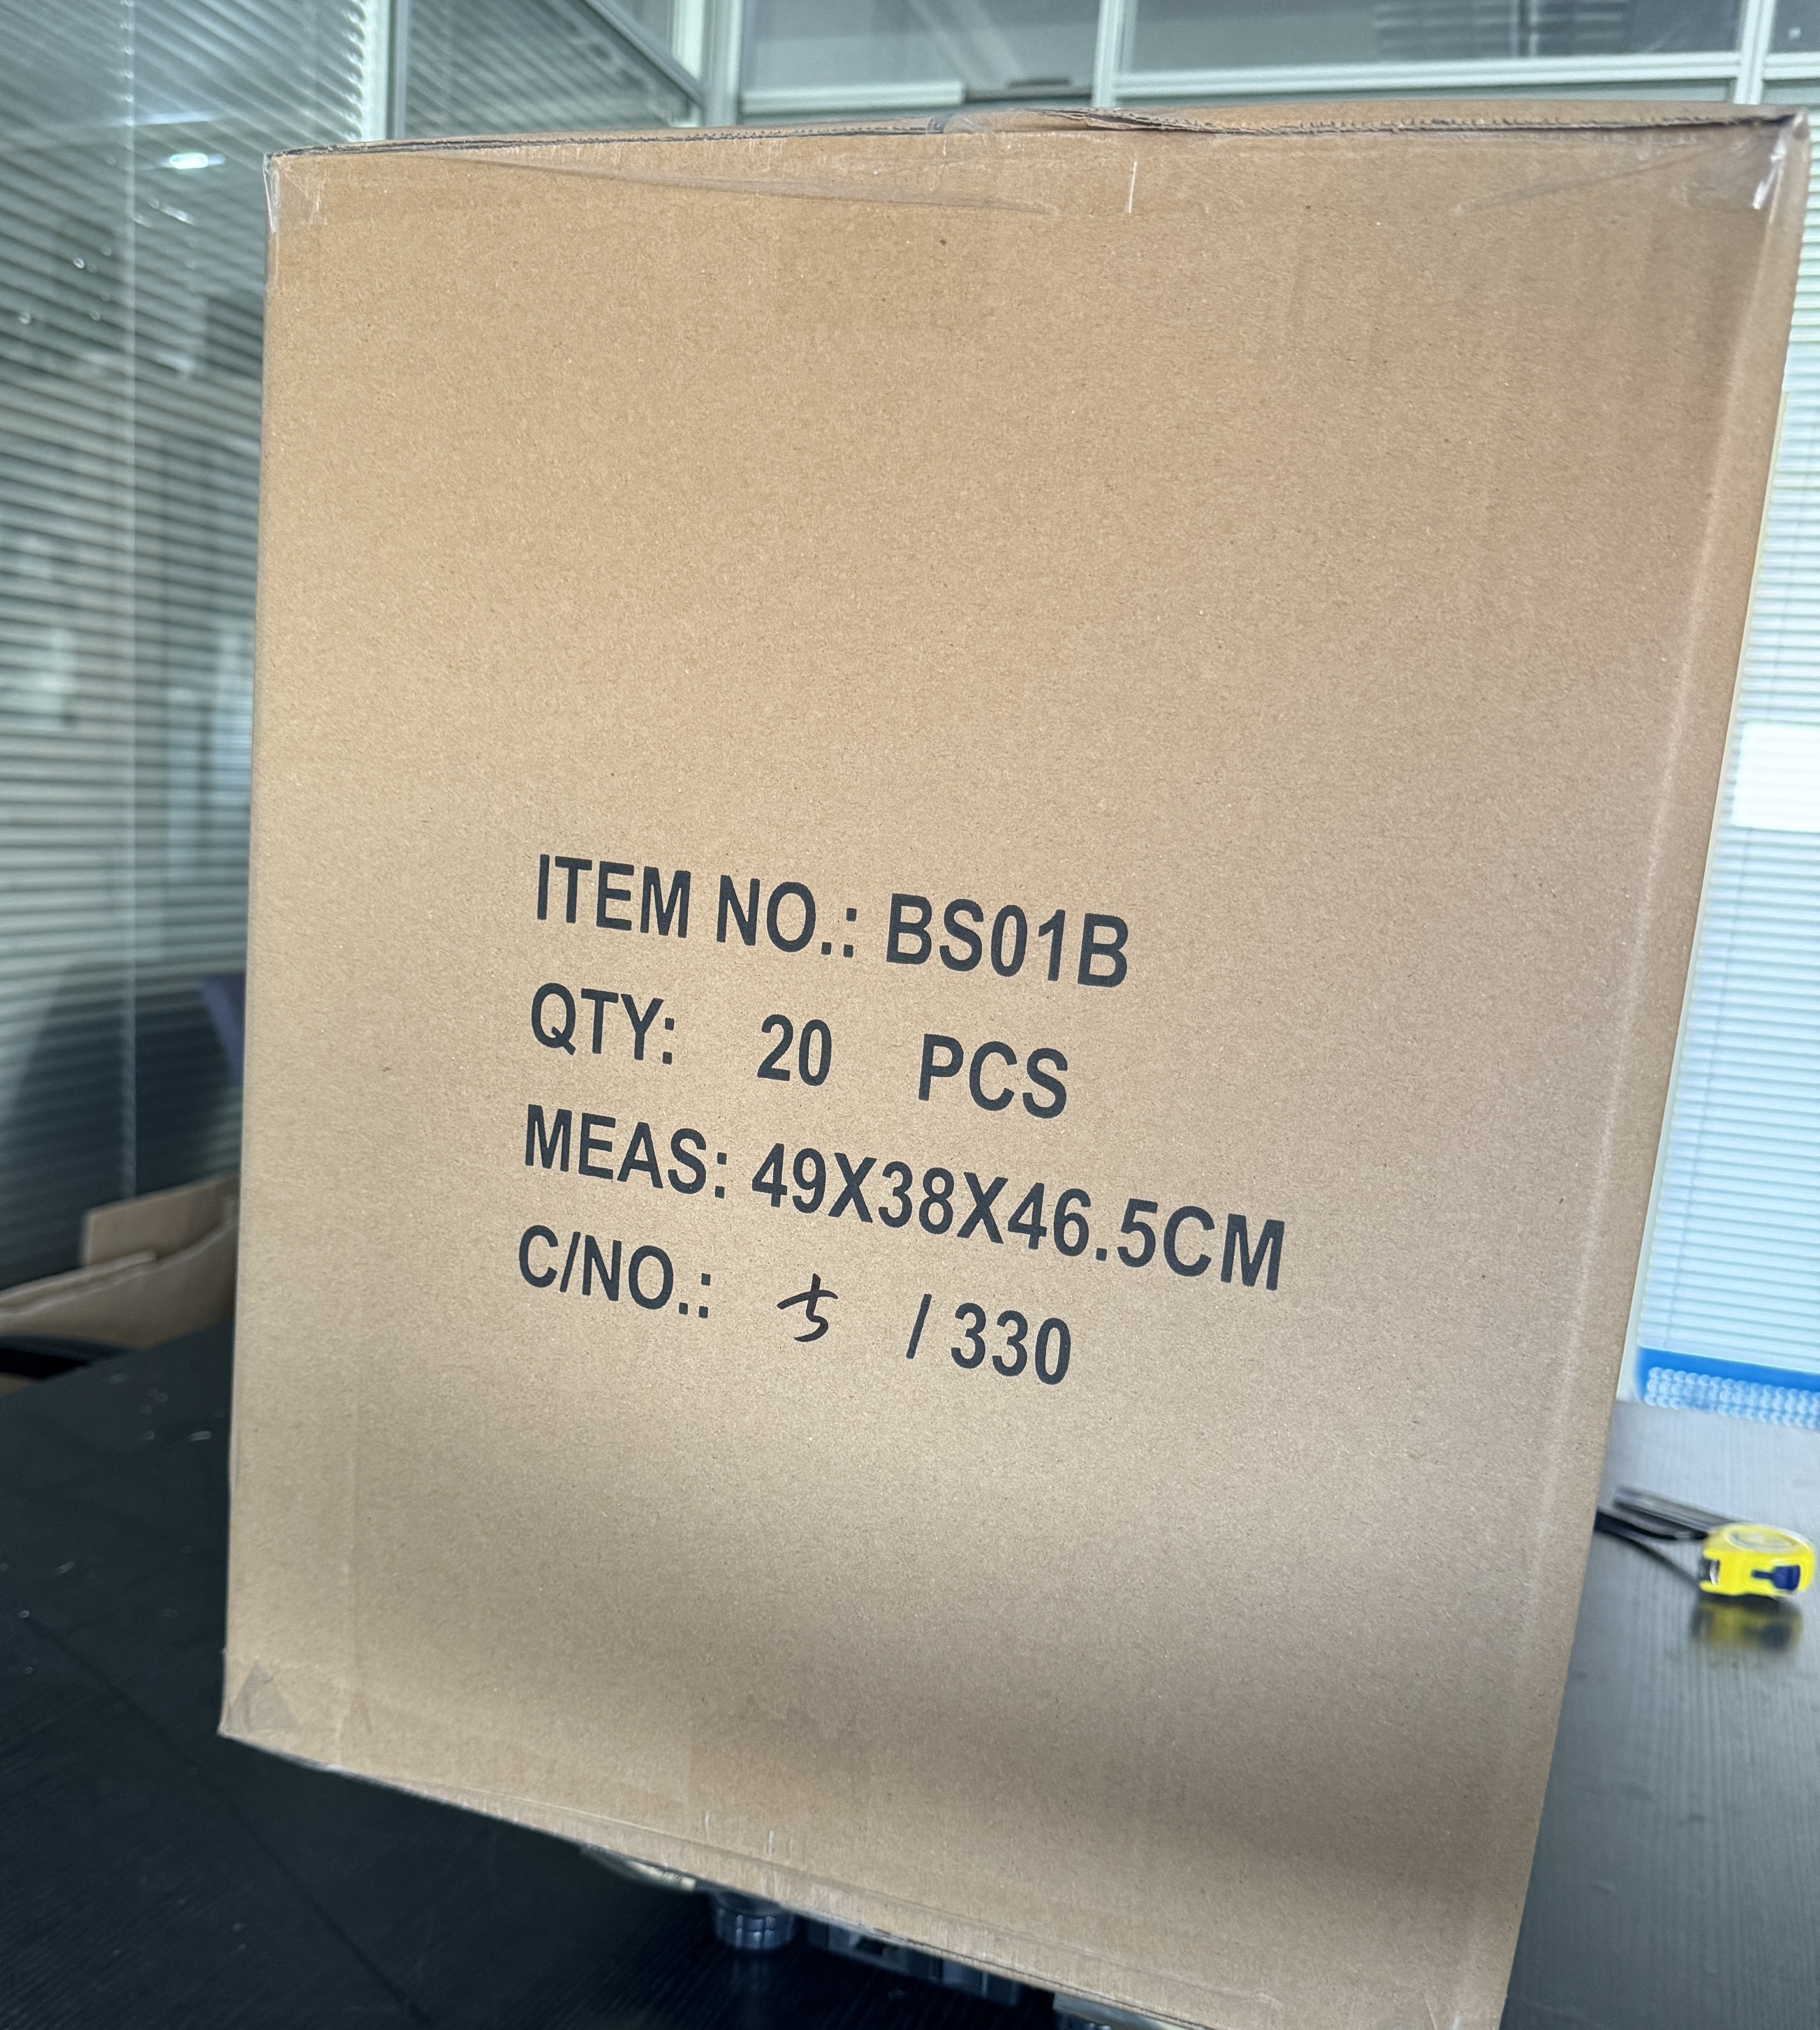 ITEM NO.: BS01B
QTY: 20 PCS
MEAS: 49X38X46.5CM
C/NO.: 5 / 330